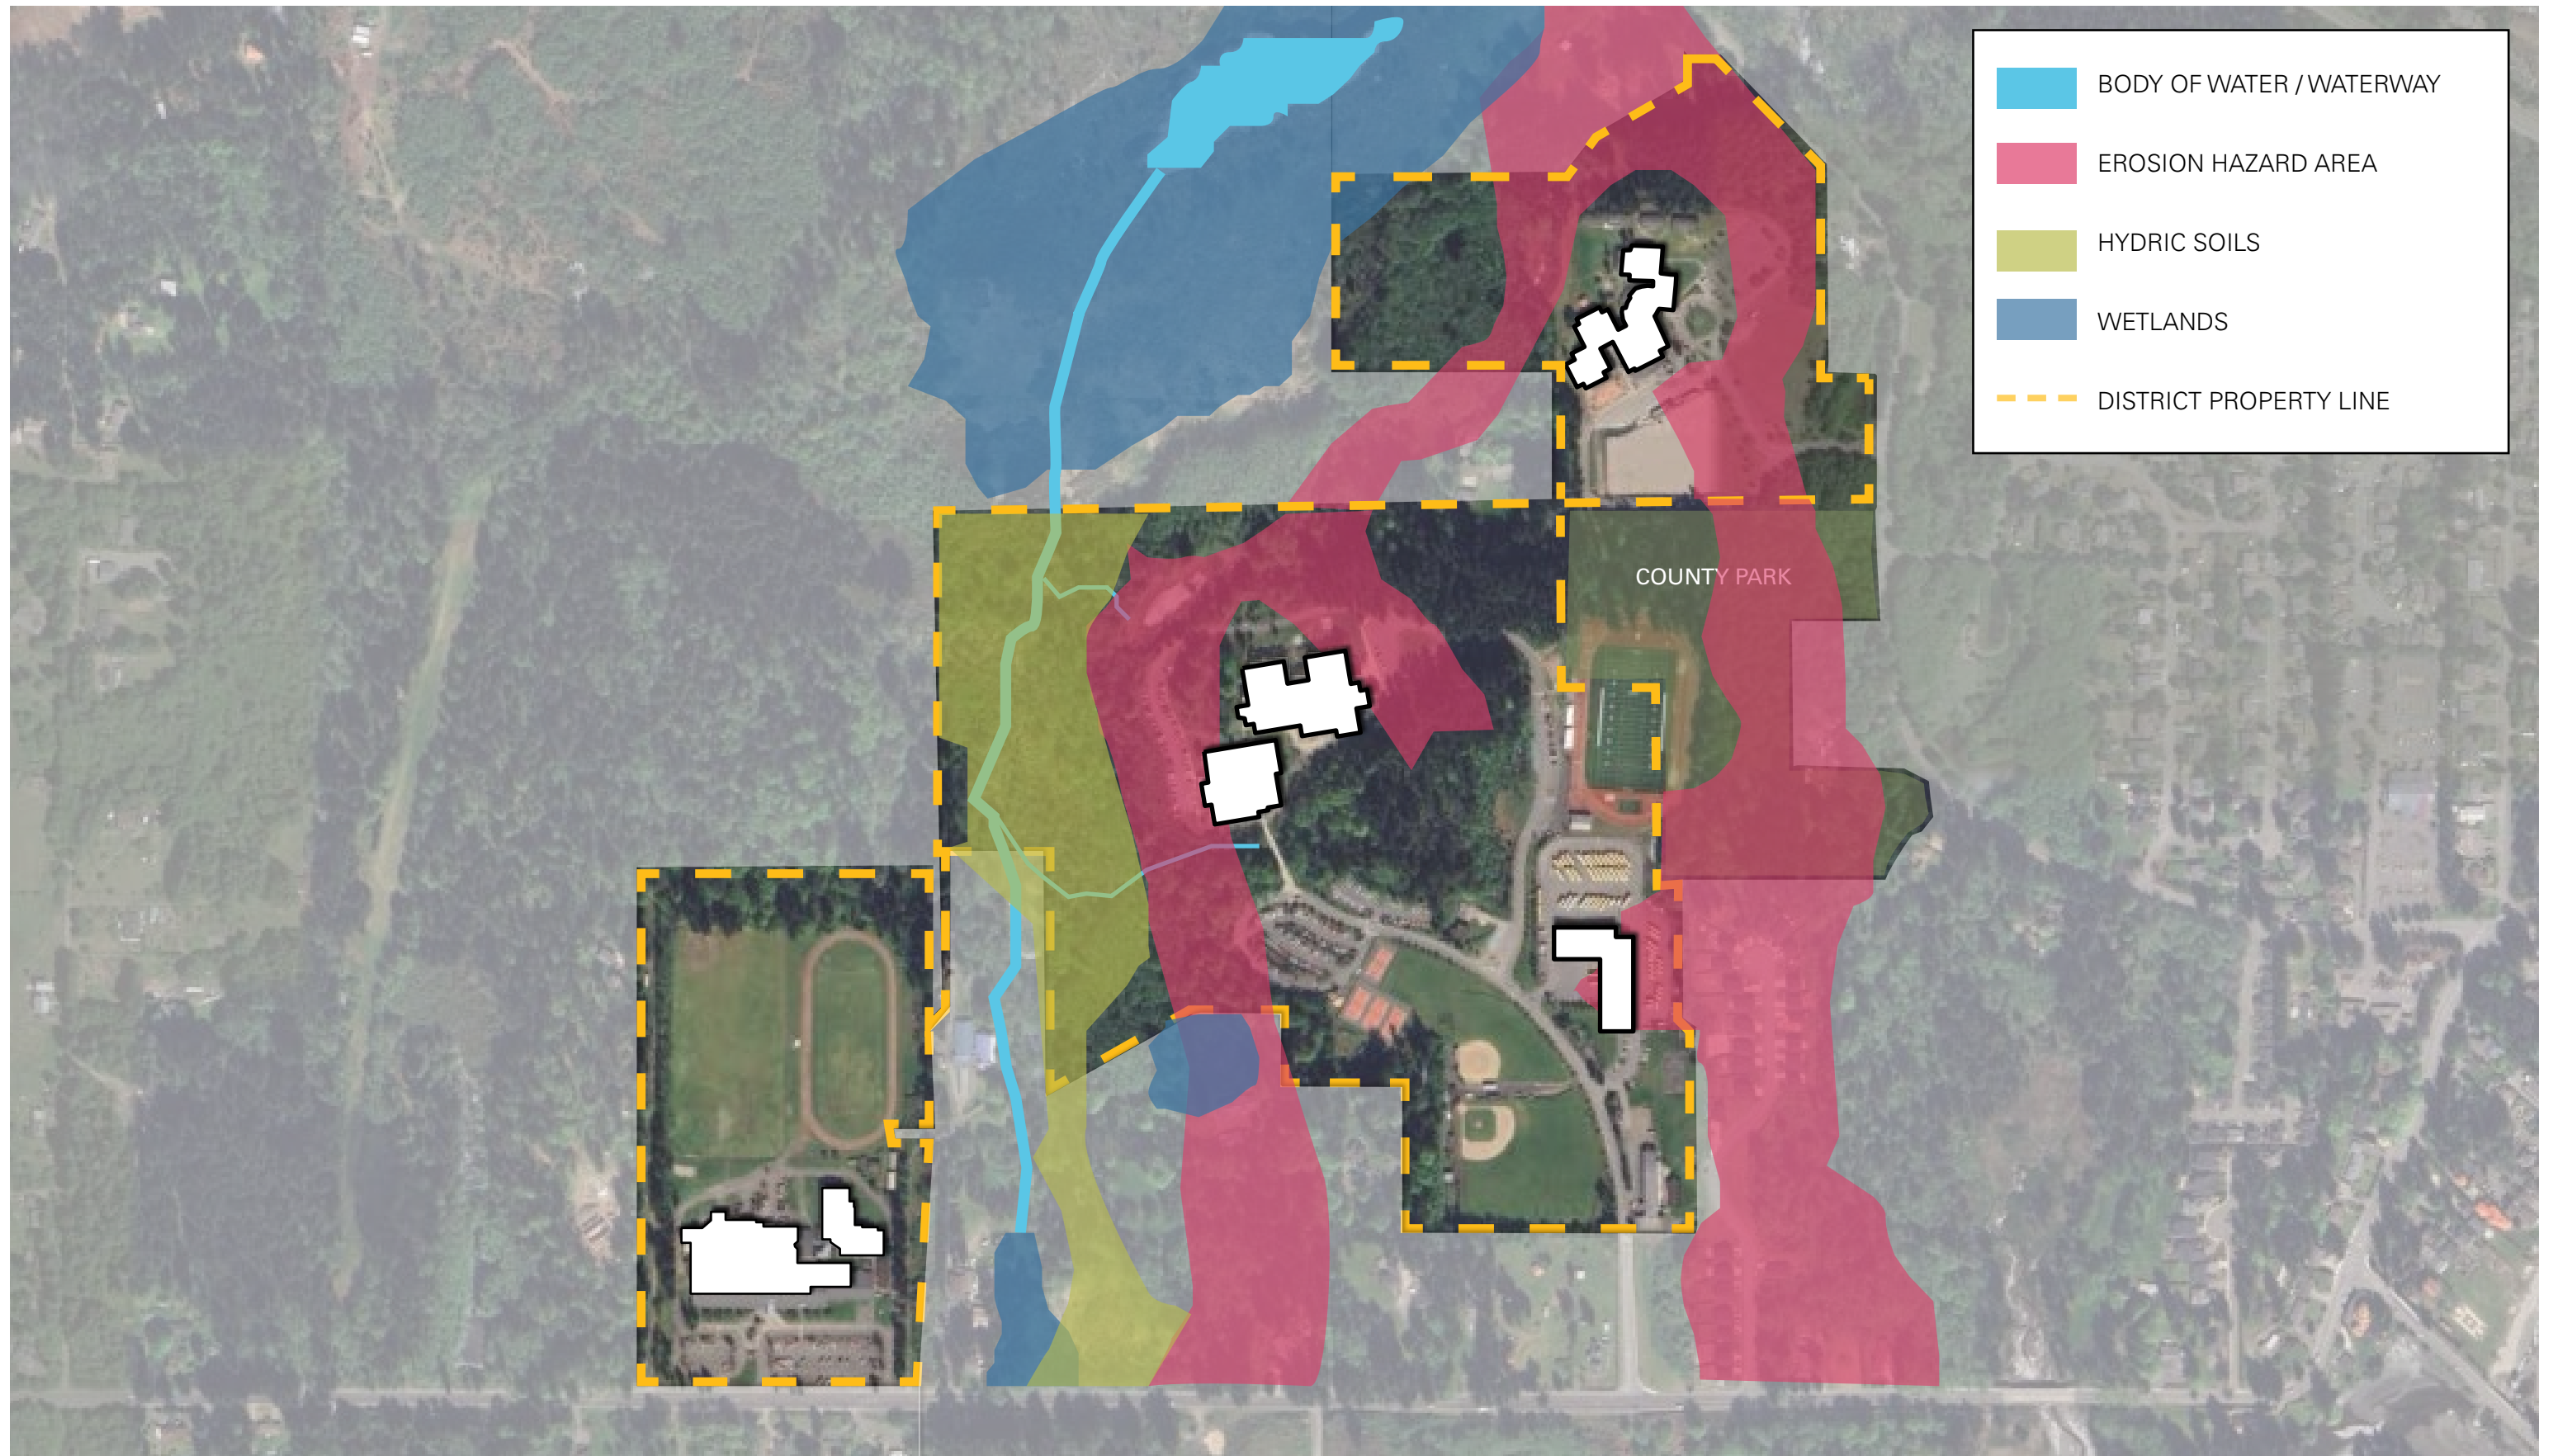 BODY OF WATER / WATERWAY
EROSION HAZARD AREA
HYDRIC SOILS
WETLANDS
DISTRICT PROPERTY LINE
COUNTY PARK